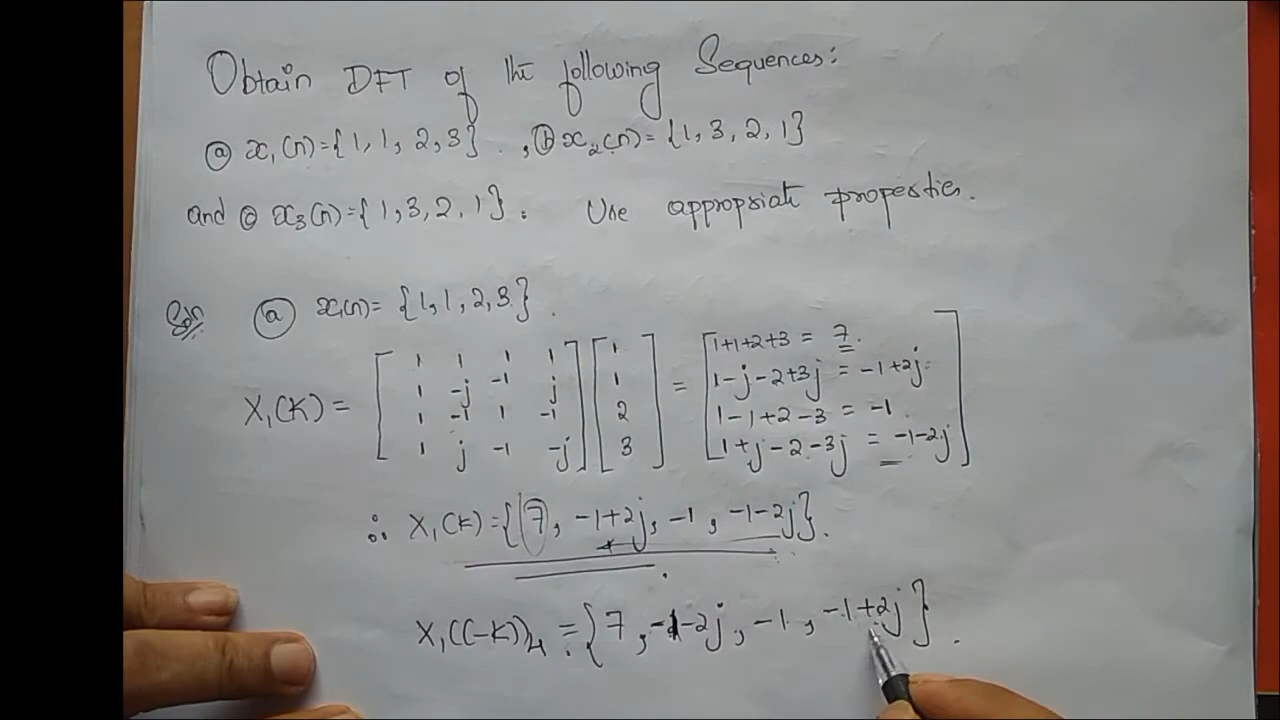 Obtain DFT of the following Sequences:
ⓐ x₁(n)={1, 1, 2, 3} , ⓑ x₂(n)={1, 3, 2, 1}
and ⓒ x₃(n)={1, 3, 2, 1}. Use appropriate properties.
Soln ⓐ x₁(n)= {1, 1, 2, 3}.
X₁(K) = [1 1 1 1; 1 -j -1 j; 1 -1 1 -1; 1 j -1 -j] [1; 1; 2; 3] = [1+1+2+3 = 7.; 1-j-2+3j = -1+2j.; 1-1+2-3 = -1.; 1+j-2-3j = -1-2j]
∴ X₁(K)={7, -1+2j, -1, -1-2j}.
X₁((-K))₄ = {7, -1-2j, -1, -1+2j}.